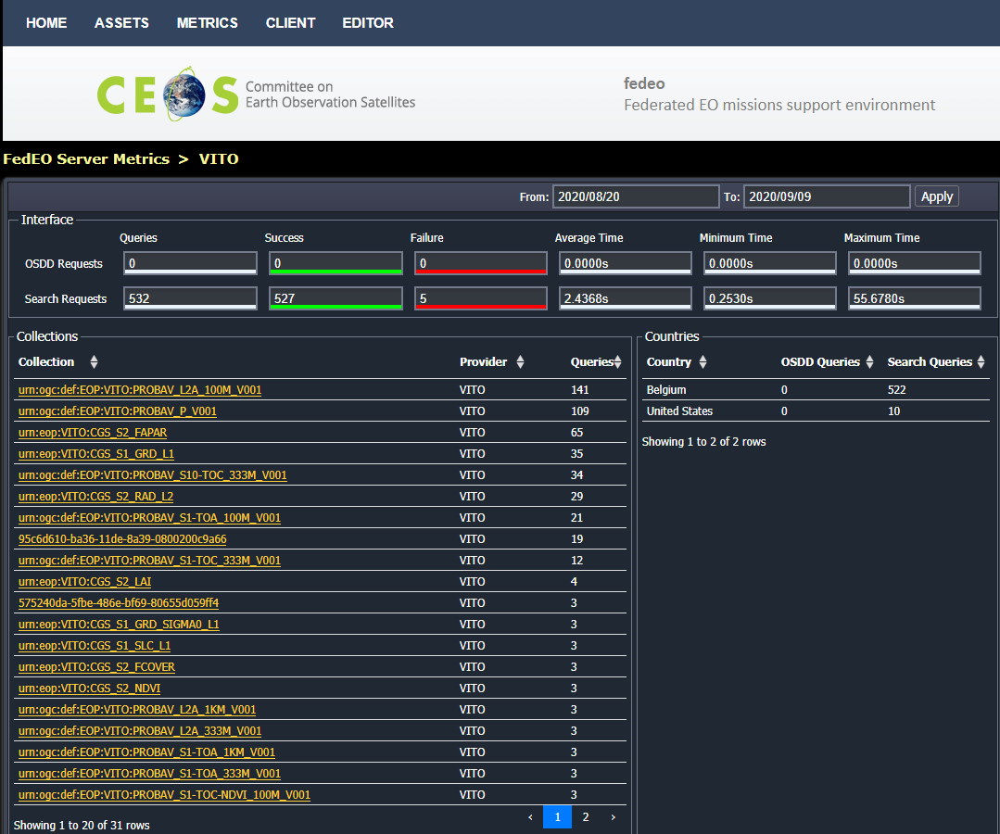 HOME ASSETS METRICS CLIENT EDITOR
CEOS Committee on
Earth Observation Satellites
fedeo
Federated EO missions support environment
FedEO Server Metrics > VITO
From: 2020/08/20 To: 2020/09/09 Apply
Interface
Queries Success Failure Average Time Minimum Time Maximum Time
OSDD Requests 0 0 0 0.0000s 0.0000s 0.0000s
Search Requests 532 527 5 2.4368s 0.2530s 55.6780s
Collections
Collection Provider Queries
urn:ogc:def:EOP:VITO:PROBAV_L2A_100M_V001 VITO 141
urn:ogc:def:EOP:VITO:PROBAV_P_V001 VITO 109
urn:eop:VITO:CGS_S2_FAPAR VITO 65
urn:eop:VITO:CGS_S1_GRD_L1 VITO 35
urn:ogc:def:EOP:VITO:PROBAV_S10-TOC_333M_V001 VITO 34
urn:eop:VITO:CGS_S2_RAD_L2 VITO 29
urn:ogc:def:EOP:VITO:PROBAV_S1-TOA_100M_V001 VITO 21
95c6d610-ba36-11de-8a39-0800200c9a66 VITO 19
urn:ogc:def:EOP:VITO:PROBAV_S1-TOC_333M_V001 VITO 12
urn:eop:VITO:CGS_S2_LAI VITO 4
575240da-5fbe-486e-bf69-80655d059ff4 VITO 3
urn:eop:VITO:CGS_S1_GRD_SIGMA0_L1 VITO 3
urn:eop:VITO:CGS_S1_SLC_L1 VITO 3
urn:eop:VITO:CGS_S2_FCOVER VITO 3
urn:eop:VITO:CGS_S2_NDVI VITO 3
urn:ogc:def:EOP:VITO:PROBAV_L2A_1KM_V001 VITO 3
urn:ogc:def:EOP:VITO:PROBAV_L2A_333M_V001 VITO 3
urn:ogc:def:EOP:VITO:PROBAV_S1-TOA_1KM_V001 VITO 3
urn:ogc:def:EOP:VITO:PROBAV_S1-TOA_333M_V001 VITO 3
urn:ogc:def:EOP:VITO:PROBAV_S1-TOC-NDVI_100M_V001 VITO 3
Showing 1 to 20 of 31 rows ‹ 1 2 ›
Countries
Country OSDD Queries Search Queries
Belgium 0 522
United States 0 10
Showing 1 to 2 of 2 rows